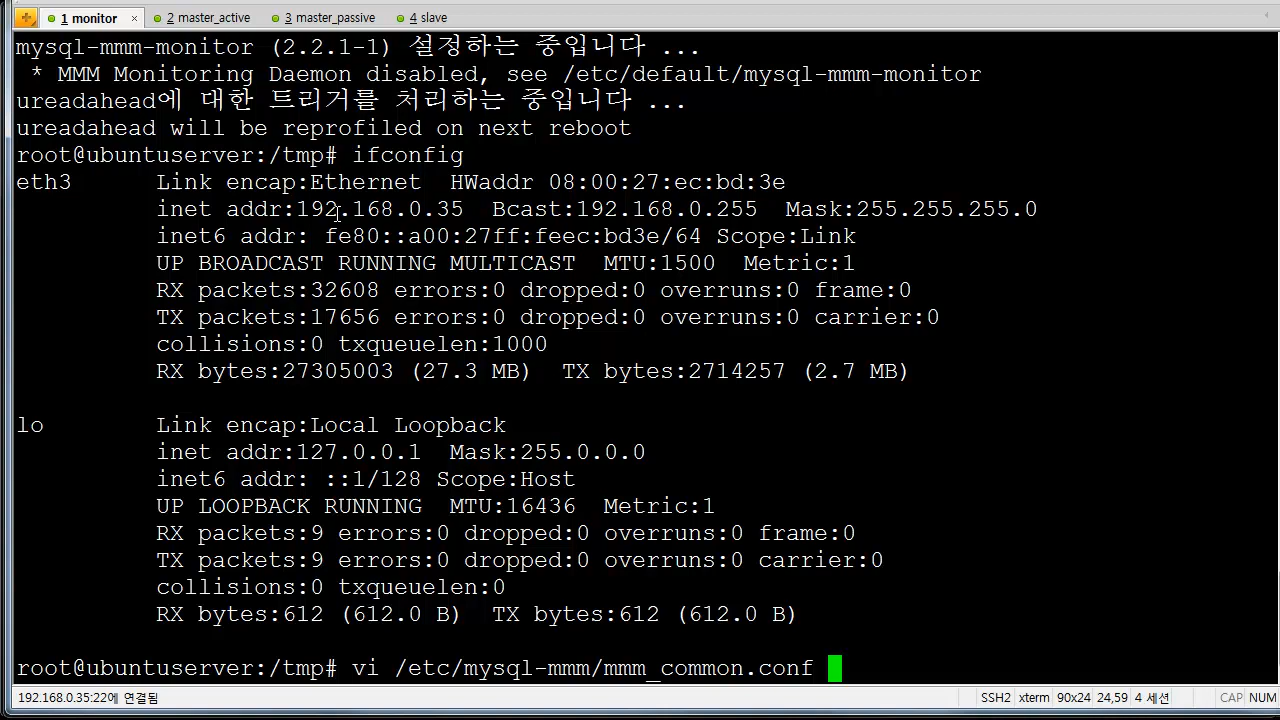 1 monitor × 2 master_active 3 master_passive 4 slave
mysql-mmm-monitor (2.2.1-1) 설정하는 중입니다 ...
 * MMM Monitoring Daemon disabled, see /etc/default/mysql-mmm-monitor
ureadahead에 대한 트리거를 처리하는 중입니다 ...
ureadahead will be reprofiled on next reboot
root@ubuntuserver:/tmp# ifconfig
eth3      Link encap:Ethernet  HWaddr 08:00:27:ec:bd:3e
          inet addr:192.168.0.35  Bcast:192.168.0.255  Mask:255.255.255.0
          inet6 addr: fe80::a00:27ff:feec:bd3e/64 Scope:Link
          UP BROADCAST RUNNING MULTICAST  MTU:1500  Metric:1
          RX packets:32608 errors:0 dropped:0 overruns:0 frame:0
          TX packets:17656 errors:0 dropped:0 overruns:0 carrier:0
          collisions:0 txqueuelen:1000
          RX bytes:27305003 (27.3 MB)  TX bytes:2714257 (2.7 MB)
lo        Link encap:Local Loopback
          inet addr:127.0.0.1  Mask:255.0.0.0
          inet6 addr: ::1/128 Scope:Host
          UP LOOPBACK RUNNING  MTU:16436  Metric:1
          RX packets:9 errors:0 dropped:0 overruns:0 frame:0
          TX packets:9 errors:0 dropped:0 overruns:0 carrier:0
          collisions:0 txqueuelen:0
          RX bytes:612 (612.0 B)  TX bytes:612 (612.0 B)
root@ubuntuserver:/tmp# vi /etc/mysql-mmm/mmm_common.conf
192.168.0.35:22에 연결됨 SSH2 xterm 90x24 24,59 4 세션 CAP NUM